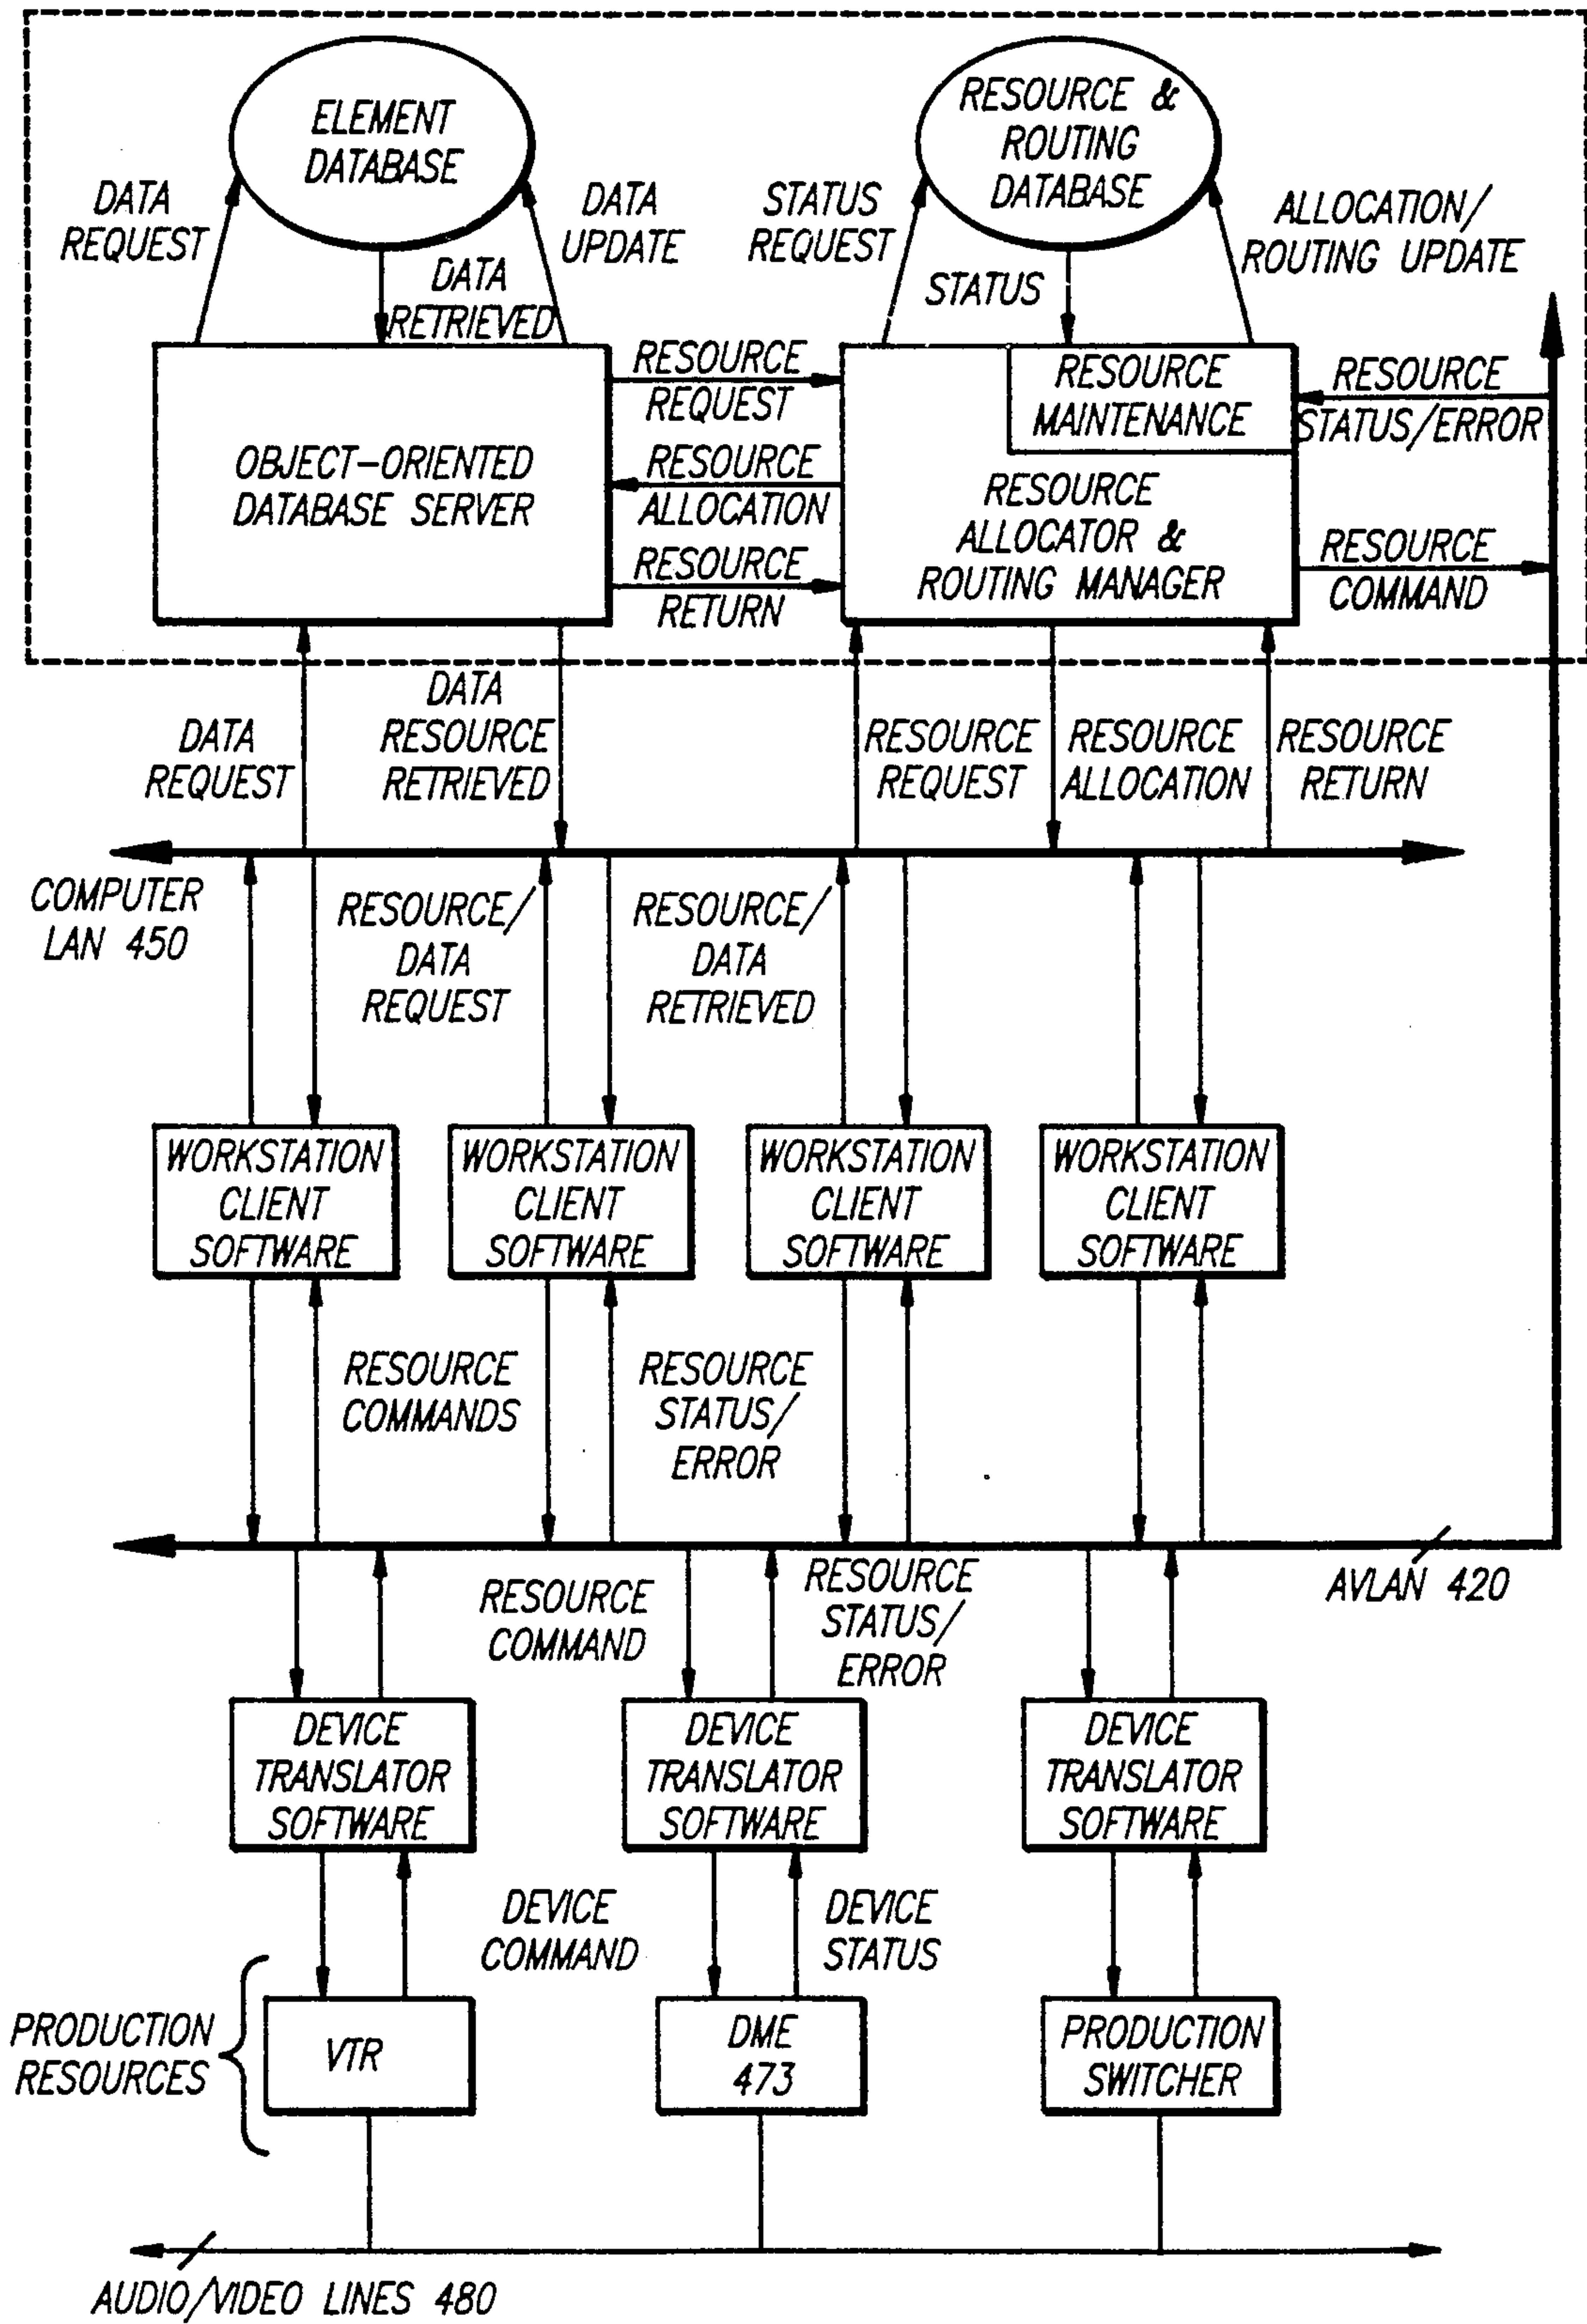 ELEMENT
DATABASE
RESOURCE &
ROUTING
DATABASE
DATA
REQUEST
DATA
UPDATE
STATUS
REQUEST
ALLOCATION/
ROUTING UPDATE
DATA
RETRIEVED
STATUS
OBJECT-ORIENTED
DATABASE SERVER
RESOURCE
REQUEST
RESOURCE
ALLOCATION
RESOURCE
RETURN
RESOURCE
MAINTENANCE
RESOURCE
ALLOCATOR &
ROUTING MANAGER
RESOURCE
STATUS/ERROR
RESOURCE
COMMAND
DATA
REQUEST
DATA
RESOURCE
RETRIEVED
RESOURCE
REQUEST
RESOURCE
ALLOCATION
RESOURCE
RETURN
COMPUTER
LAN 450
RESOURCE/
DATA
REQUEST
RESOURCE/
DATA
RETRIEVED
WORKSTATION
CLIENT
SOFTWARE
WORKSTATION
CLIENT
SOFTWARE
WORKSTATION
CLIENT
SOFTWARE
WORKSTATION
CLIENT
SOFTWARE
RESOURCE
COMMANDS
RESOURCE
STATUS/
ERROR
AVLAN 420
RESOURCE
COMMAND
RESOURCE
STATUS/
ERROR
DEVICE
TRANSLATOR
SOFTWARE
DEVICE
TRANSLATOR
SOFTWARE
DEVICE
TRANSLATOR
SOFTWARE
DEVICE
COMMAND
DEVICE
STATUS
PRODUCTION
RESOURCES
VTR
DME
473
PRODUCTION
SWITCHER
AUDIO/VIDEO LINES 480